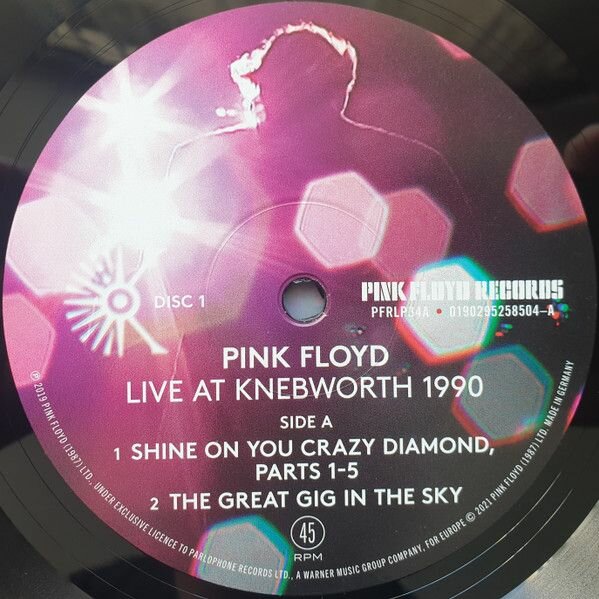 DISC 1
PINK FLOYD RECORDS
PFRLP34A • 0190295258504-A
PINK FLOYD
LIVE AT KNEBWORTH 1990
SIDE A
1 SHINE ON YOU CRAZY DIAMOND,
PARTS 1-5
2 THE GREAT GIG IN THE SKY
45
RPM
℗ 2019 PINK FLOYD (1987) LTD., UNDER EXCLUSIVE LICENCE TO PARLOPHONE RECORDS LTD., A WARNER MUSIC GROUP COMPANY, FOR EUROPE © 2021 PINK FLOYD (1987) LTD. MADE IN GERMANY